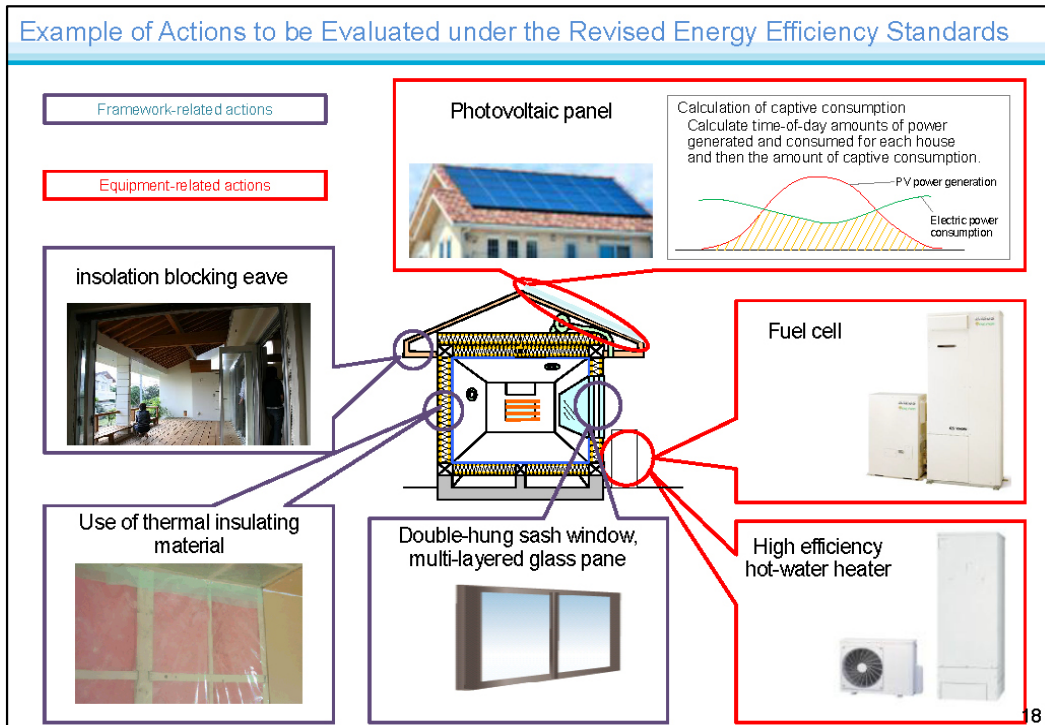 Example of Actions to be Evaluated under the Revised Energy Efficiency Standards
Framework-related actions
Equipment-related actions
Photovoltaic panel
Calculation of captive consumption
Calculate time-of-day amounts of power
generated and consumed for each house
and then the amount of captive consumption.
PV power generation
Electric power
consumption
insolation blocking eave
Fuel cell
Use of thermal insulating
material
Double-hung sash window,
multi-layered glass pane
High efficiency
hot-water heater
18